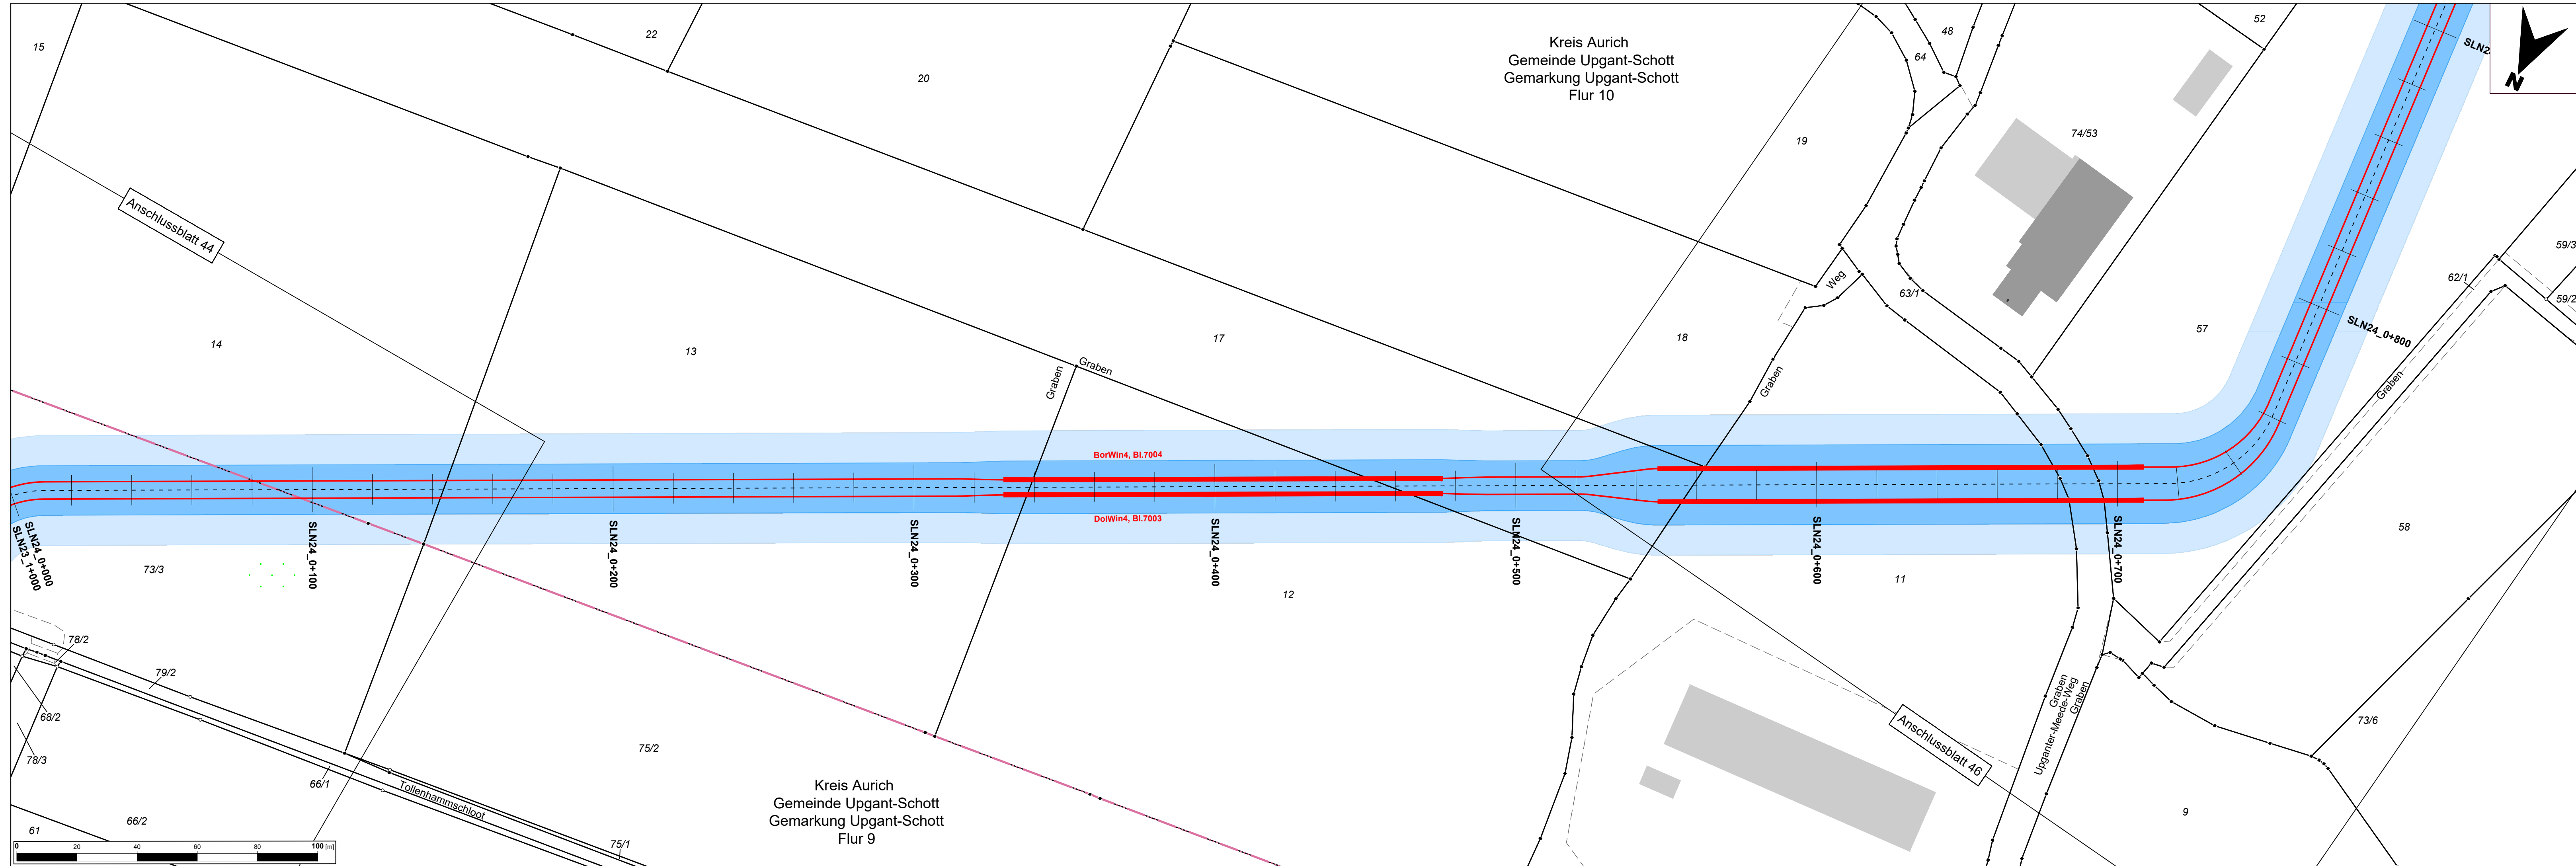 15
22
20
Kreis Aurich
Gemeinde Upgant-Schott
Gemarkung Upgant-Schott
Flur 10
64
48
52
N
19
74/53
Anschlussblatt 44
59/3
62/1
59/2
Weg
63/1
14
13
17
18
57
SLN24_0+800
Graben
Graben
Graben
Graben
BorWin4, Bl.7004
DolWin4, Bl.7003
SLN24_0+000
SLN23_1+000
SLN24_0+100
SLN24_0+200
SLN24_0+300
SLN24_0+400
SLN24_0+500
SLN24_0+600
SLN24_0+700
58
73/3
12
11
78/2
79/2
68/2
78/3
66/1
Tollenhammschloot
75/2
75/1
66/2
61
Kreis Aurich
Gemeinde Upgant-Schott
Gemarkung Upgant-Schott
Flur 9
Anschlussblatt 46
Graben
Upganter-Meede-Weg
Graben
73/6
9
0 20 40 60 80 100 [m]